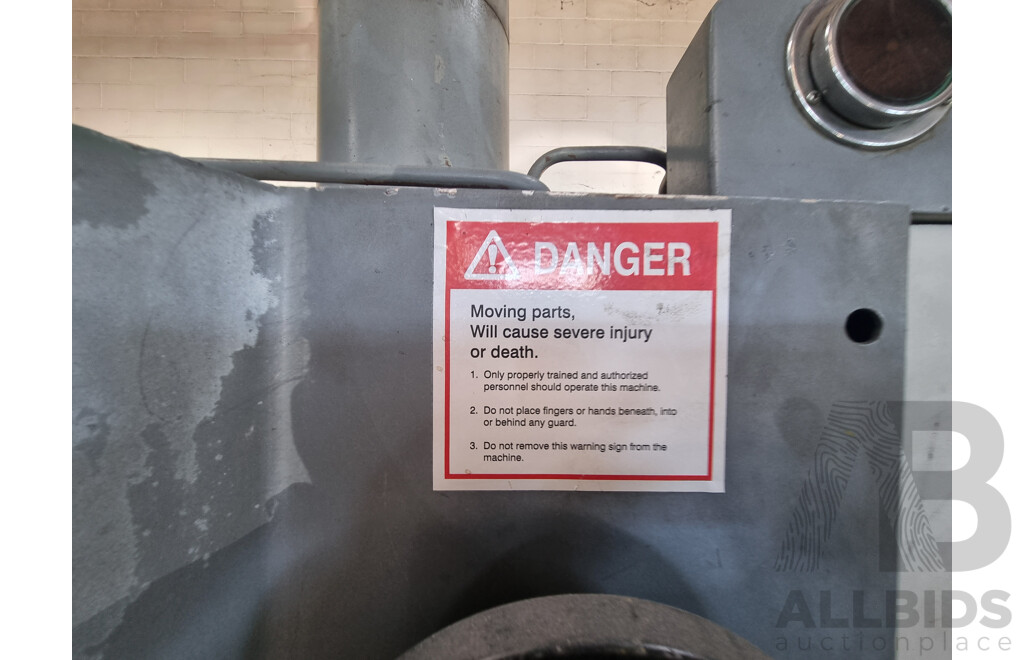 DANGER
Moving parts,
Will cause severe injury
or death.
1. Only properly trained and authorized
personnel should operate this machine.
2. Do not place fingers or hands beneath, into
or behind any guard.
3. Do not remove this warning sign from the
machine.
AB
ALLBIDS
auctionplace